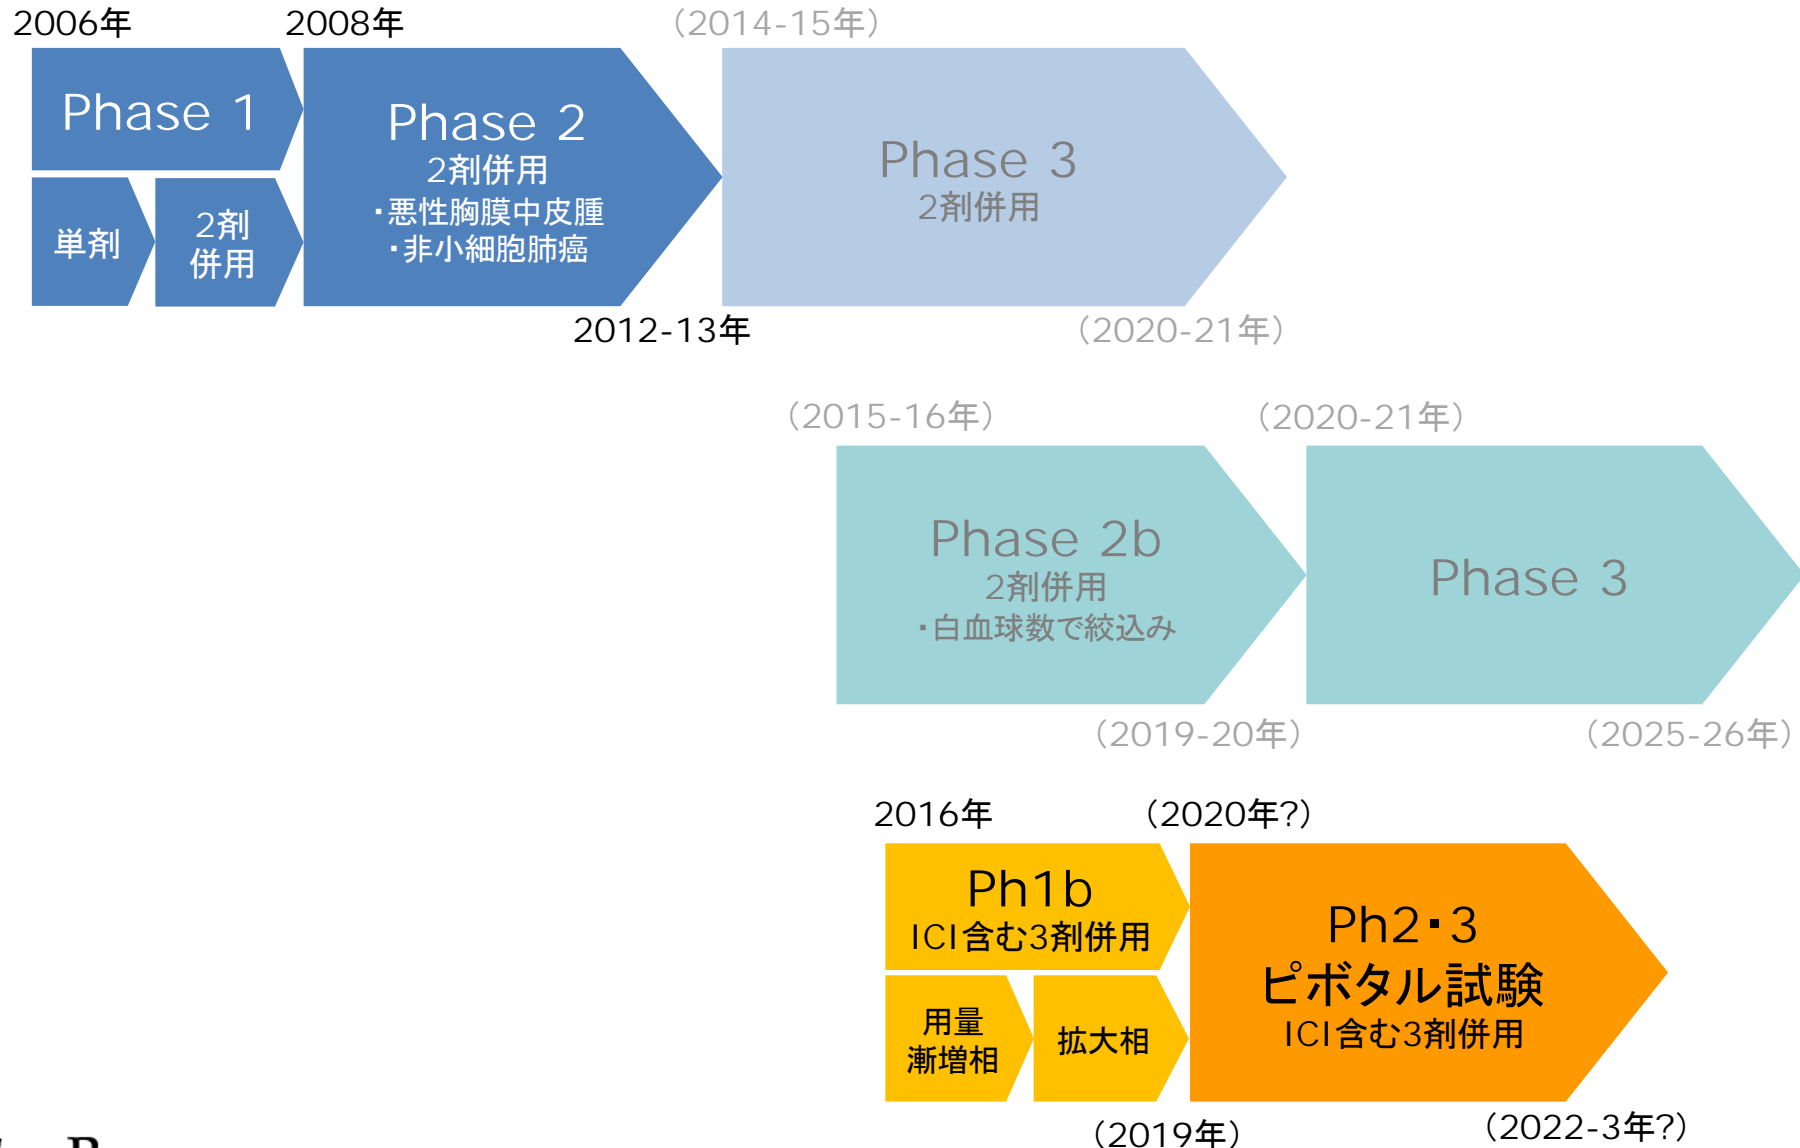 2006年
2008年
（2014-15年）
Phase 1
単剤
2剤
併用
Phase 2
2剤併用
・悪性胸膜中皮腫
・非小細胞肺癌
Phase 3
2剤併用
2012-13年
（2020-21年）
（2015-16年）
（2020-21年）
Phase 2b
2剤併用
・白血球数で絞込み
Phase 3
（2019-20年）
（2025-26年）
2016年
（2020年?）
Ph1b
ICI含む3剤併用
用量
漸増相
拡大相
Ph2・3
ピボタル試験
ICI含む3剤併用
（2019年）
（2022-3年?）